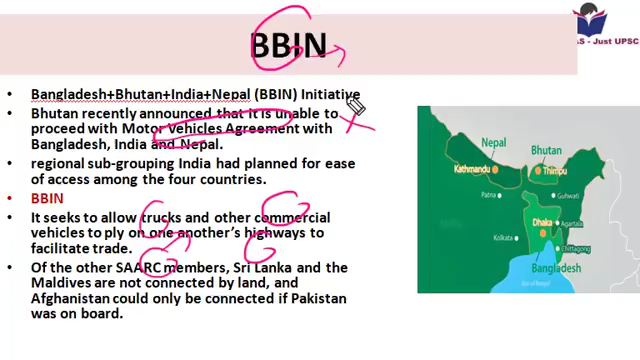 BBIN
AS - Just UPSC
Bangladesh+Bhutan+India+Nepal (BBIN) Initiative
Bhutan recently announced that it is unable to
proceed with Motor Vehicles Agreement with
Bangladesh, India and Nepal.
regional sub-grouping India had planned for ease
of access among the four countries.
BBIN
It seeks to allow trucks and other commercial
vehicles to ply on one another's highways to
facilitate trade.
Of the other SAARC members, Sri Lanka and the
Maldives are not connected by land, and
Afghanistan could only be connected if Pakistan
was on board.
Nepal
Bhutan
Kathmandu
Thimpu
Patna
Guhwati
Dhaka
Agartala
Kolkata
Chittagong
Bangladesh
Bay of Bengal